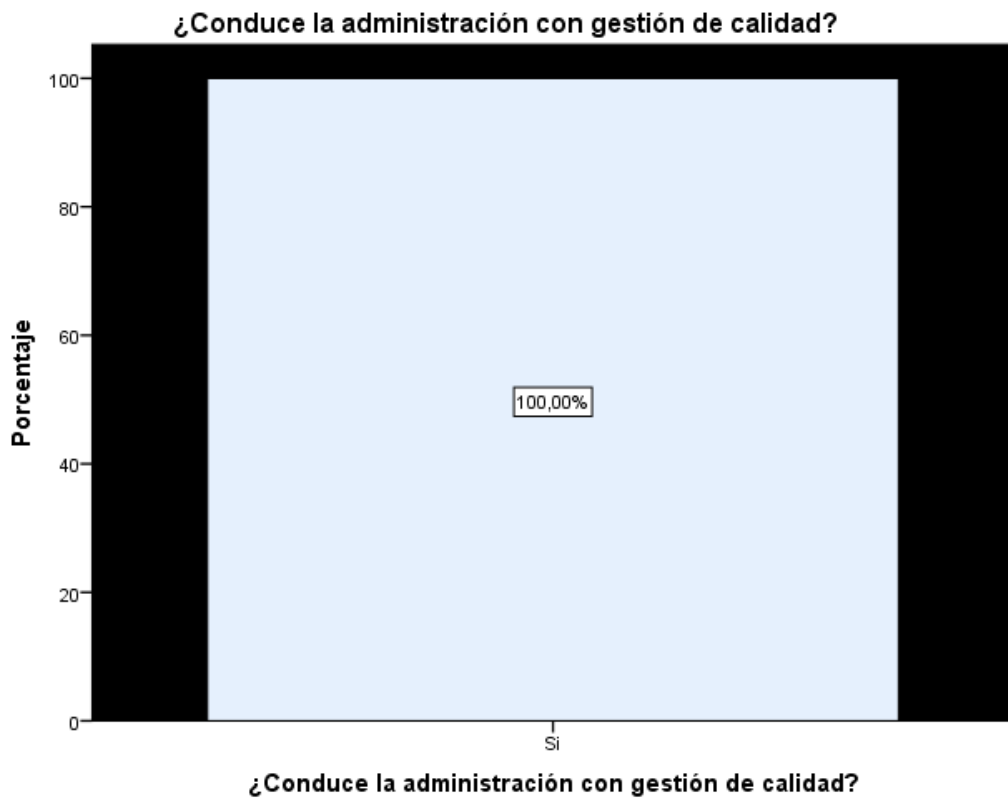 ¿Conduce la administración con gestión de calidad?
100
80
60
40
20
0
Porcentaje
100,00%
Si
¿Conduce la administración con gestión de calidad?